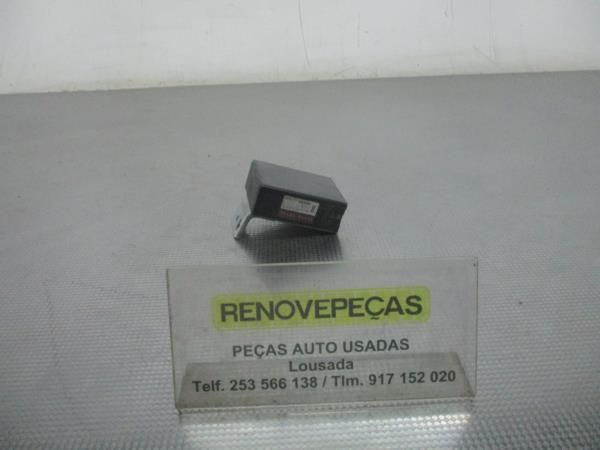 RENOVEPEÇAS
PEÇAS AUTO USADAS
Lousada
Telf. 253 566 138 / Tlm. 917 152 020